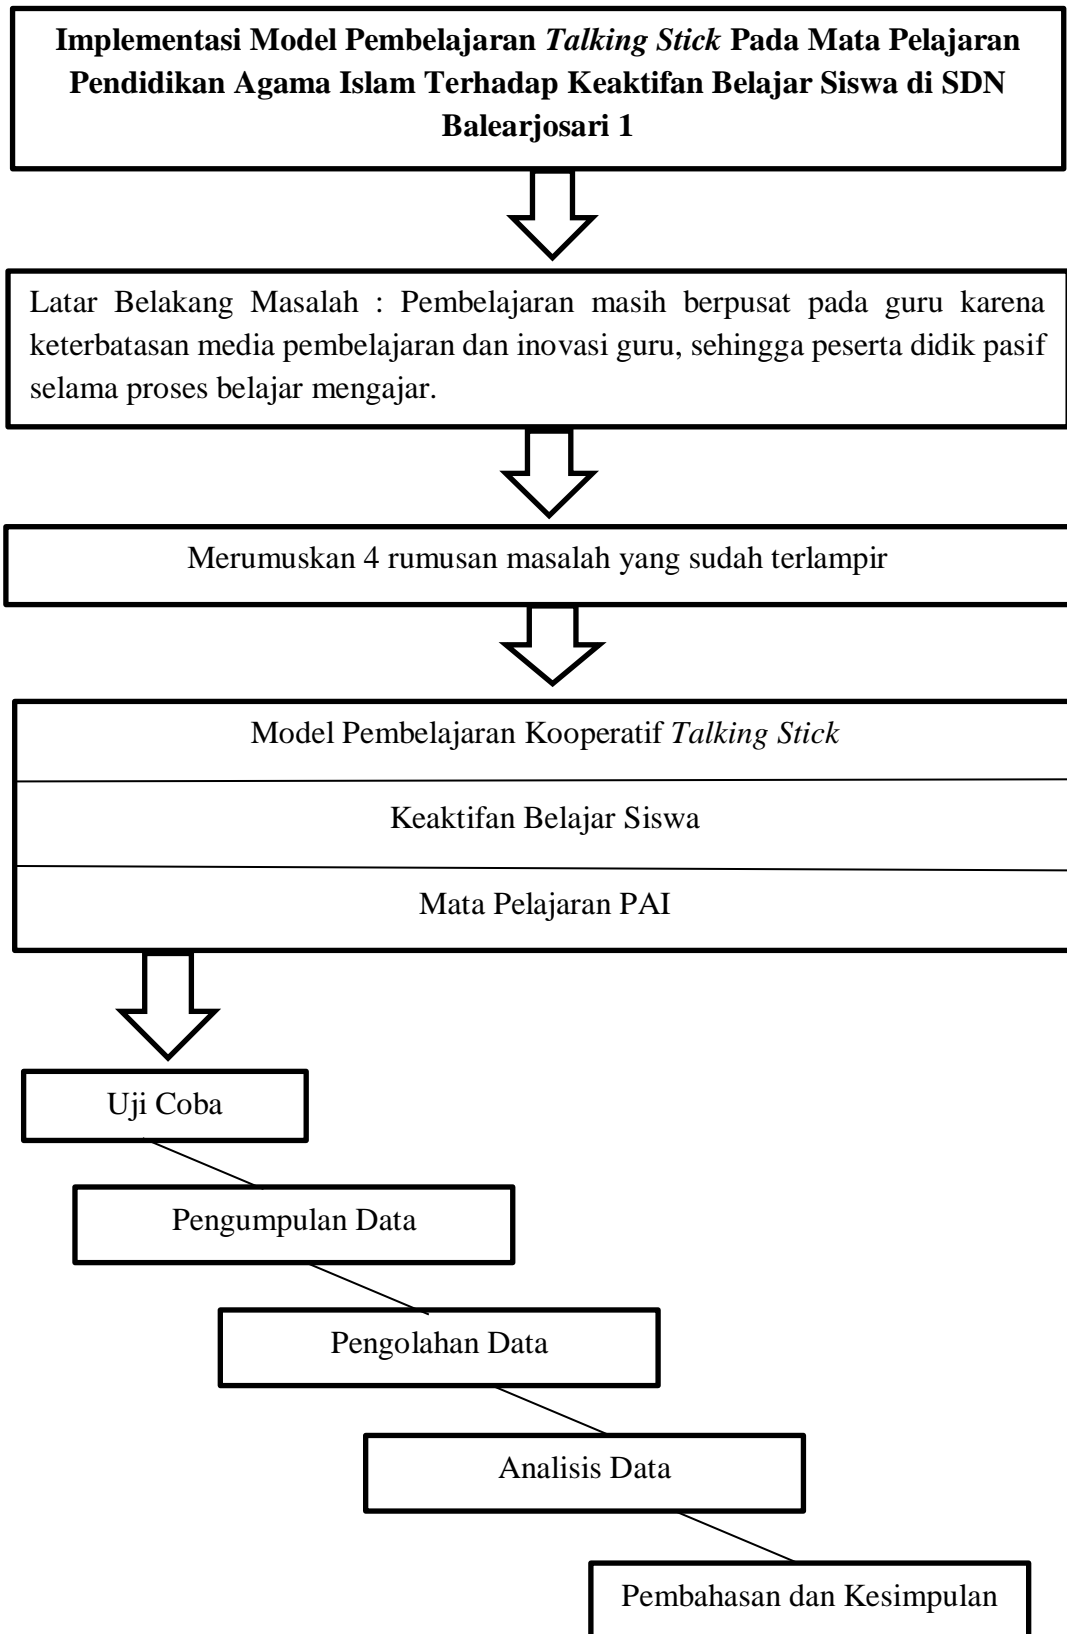 Implementasi Model Pembelajaran Talking Stick Pada Mata Pelajaran
Pendidikan Agama Islam Terhadap Keaktifan Belajar Siswa di SDN
Balearjosari 1
Latar Belakang Masalah : Pembelajaran masih berpusat pada guru karena
keterbatasan media pembelajaran dan inovasi guru, sehingga peserta didik pasif
selama proses belajar mengajar.
Merumuskan 4 rumusan masalah yang sudah terlampir
Model Pembelajaran Kooperatif Talking Stick
Keaktifan Belajar Siswa
Mata Pelajaran PAI
Uji Coba
Pengumpulan Data
Pengolahan Data
Analisis Data
Pembahasan dan Kesimpulan